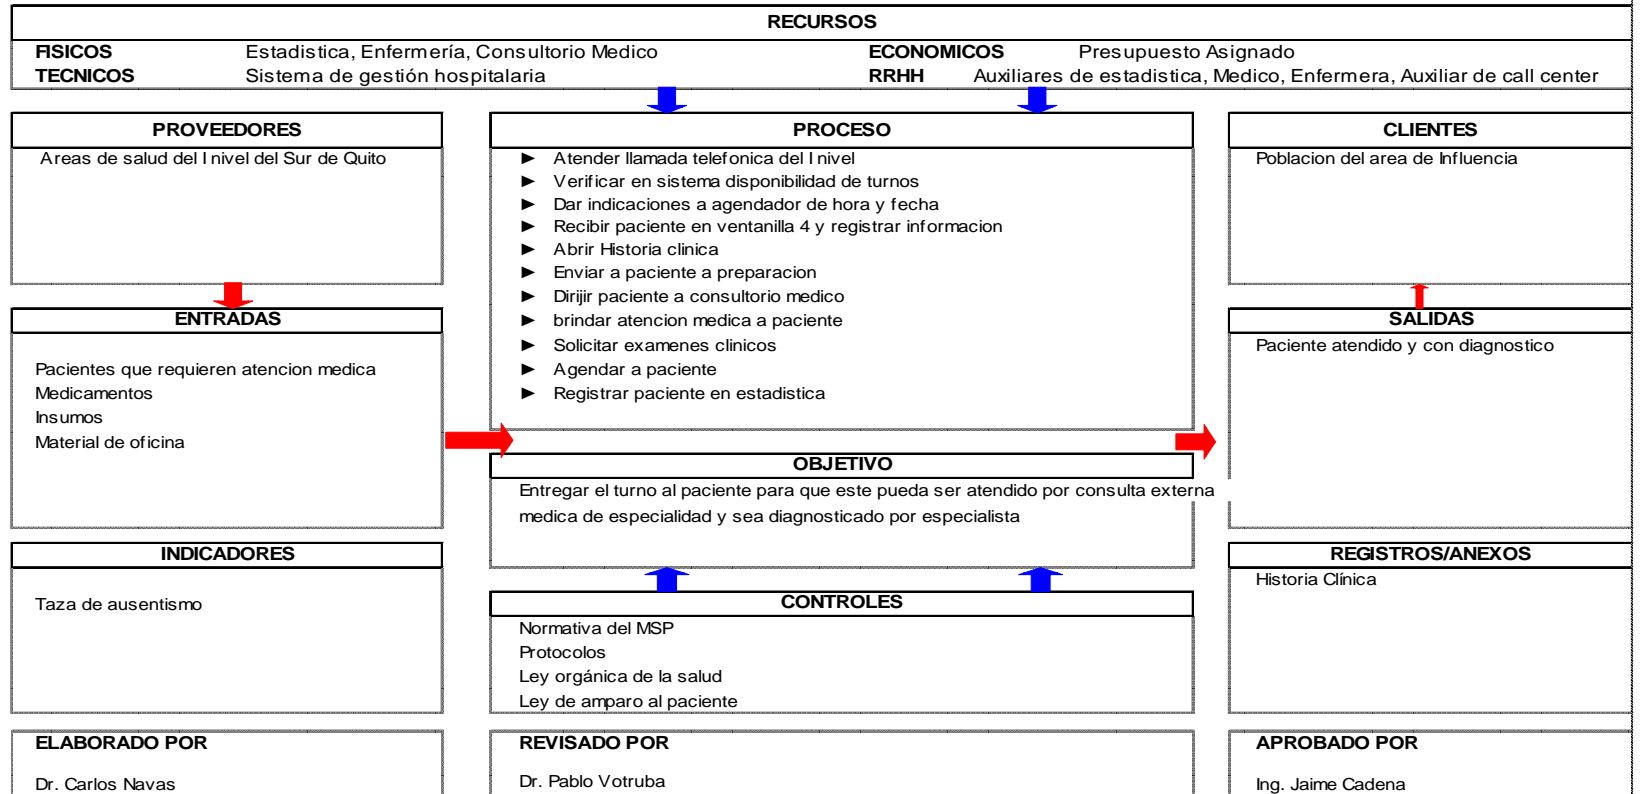 RECURSOS
FISICOS Estadistica, Enfermería, Consultorio Medico ECONOMICOS Presupuesto Asignado
TECNICOS Sistema de gestión hospitalaria RRHH Auxiliares de estadistica, Medico, Enfermera, Auxiliar de call center
PROVEEDORES
Areas de salud del I nivel del Sur de Quito
ENTRADAS
Pacientes que requieren atencion medica
Medicamentos
Insumos
Material de oficina
INDICADORES
Taza de ausentismo
PROCESO
► Atender llamada telefonica del I nivel
► Verificar en sistema disponibilidad de turnos
► Dar indicaciones a agendador de hora y fecha
► Recibir paciente en ventanilla 4 y registrar informacion
► Abrir Historia clinica
► Enviar a paciente a preparacion
► Dirijir paciente a consultorio medico
► brindar atencion medica a paciente
► Solicitar examenes clinicos
► Agendar a paciente
► Registrar paciente en estadistica
OBJETIVO
Entregar el turno al paciente para que este pueda ser atendido por consulta externa
medica de especialidad y sea diagnosticado por especialista
CONTROLES
Normativa del MSP
Protocolos
Ley orgánica de la salud
Ley de amparo al paciente
CLIENTES
Poblacion del area de Influencia
SALIDAS
Paciente atendido y con diagnostico
REGISTROS/ANEXOS
Historia Clínica
ELABORADO POR
Dr. Carlos Navas
REVISADO POR
Dr. Pablo Votruba
APROBADO POR
Ing. Jaime Cadena